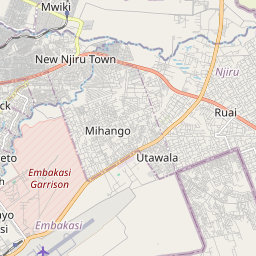 Mwiki
New Njiru Town
Njiru
Ruai
ck
Mihango
Utawala
eto
Embakasi
Garrison
h
ayo
si
Embakasi